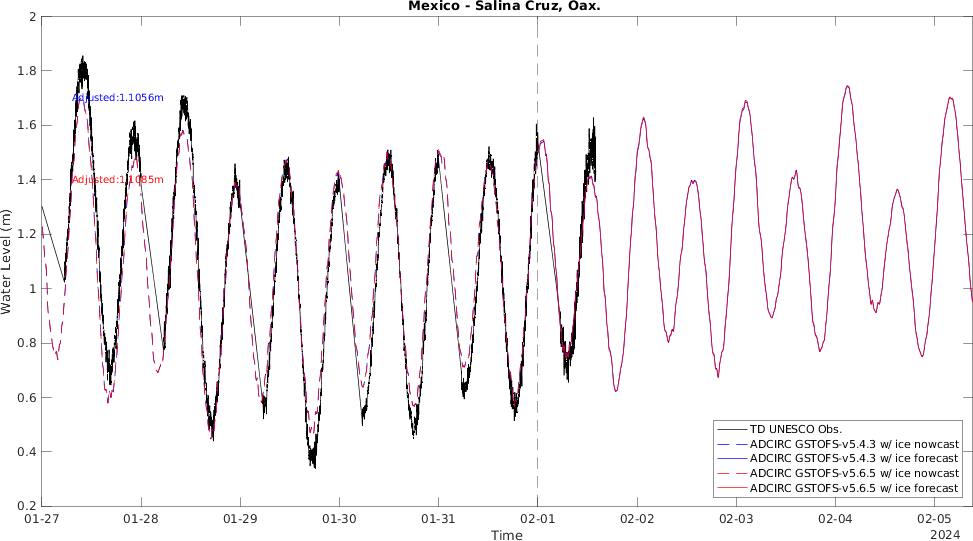 Mexico - Salina Cruz, Oax.
2
1.8
1.6
1.4
1.2
1
0.8
0.6
0.4
0.2
Water Level (m)
Adjusted:1.1056m
Adjusted:1.1085m
TD UNESCO Obs.
ADCIRC GSTOFS-v5.4.3 w/ ice nowcast
ADCIRC GSTOFS-v5.4.3 w/ ice forecast
ADCIRC GSTOFS-v5.6.5 w/ ice nowcast
ADCIRC GSTOFS-v5.6.5 w/ ice forecast
01-27 01-28 01-29 01-30 01-31 02-01 02-02 02-03 02-04 02-05
Time 2024